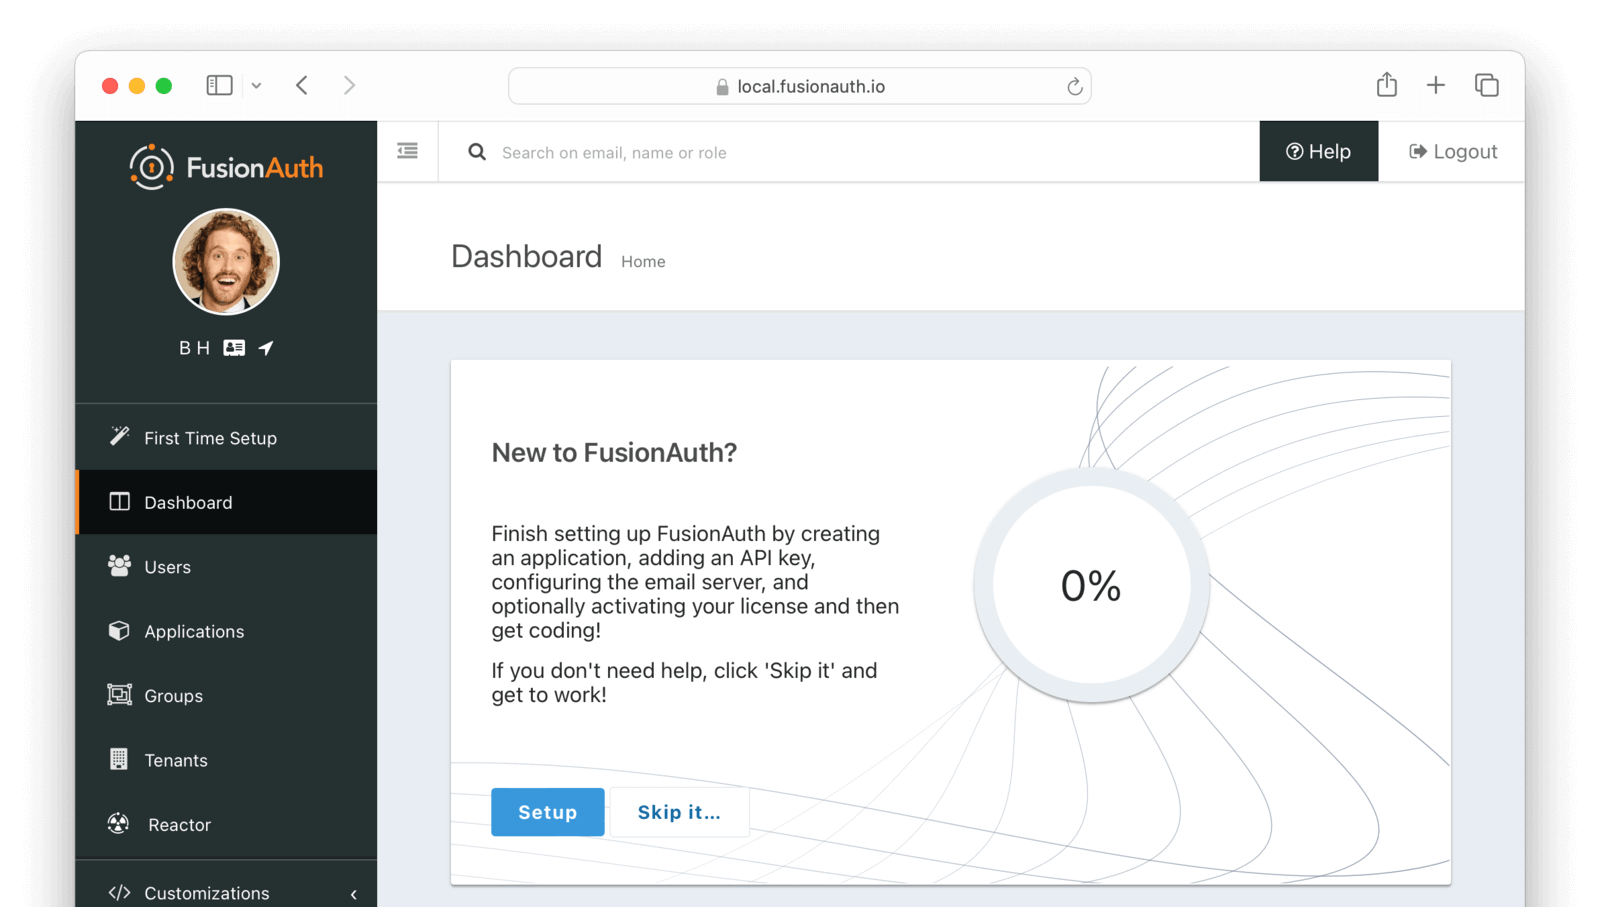 local.fusionauth.io
FusionAuth
Search on email, name or role
Help
Logout
B H
Dashboard Home
First Time Setup
Dashboard
Users
Applications
Groups
Tenants
Reactor
Customizations
New to FusionAuth?
Finish setting up FusionAuth by creating
an application, adding an API key,
configuring the email server, and
optionally activating your license and then
get coding!
If you don't need help, click 'Skip it' and
get to work!
0%
Setup
Skip it...